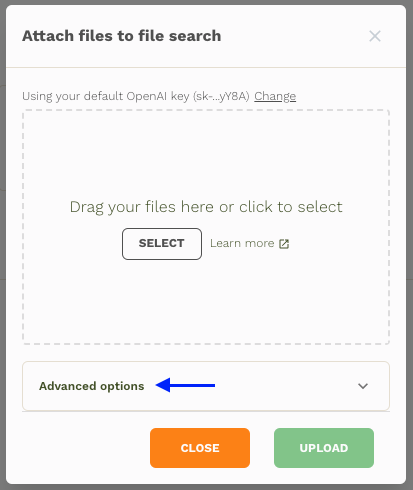 Attach files to file search
Using your default OpenAI key (sk-...yY8A) Change
Drag your files here or click to select
SELECT Learn more
Advanced options
CLOSE UPLOAD